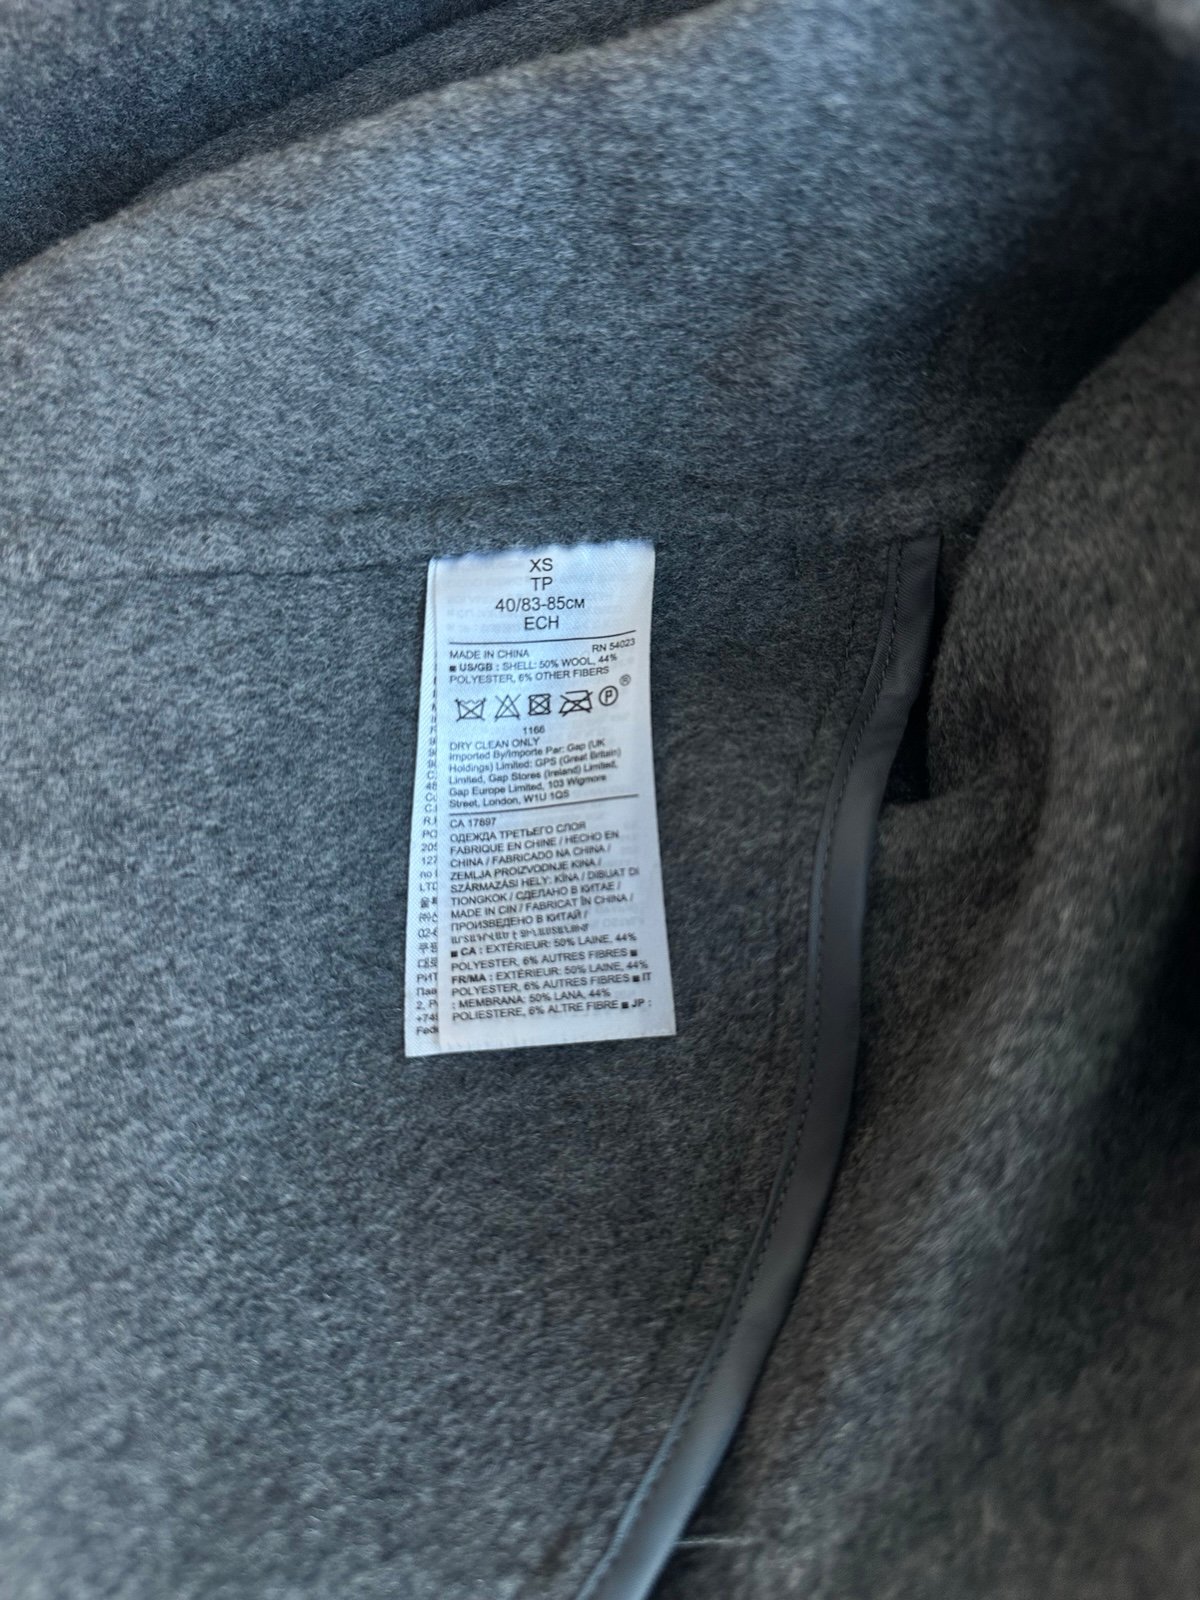 XS
TP
40/83-85см
ECH
MADE IN CHINA RN 54023
■ US/GB : SHELL: 50% WOOL, 44%
POLYESTER, 6% OTHER FIBERS
P ®
1166
DRY CLEAN ONLY
Imported By/Importe Par: Gap (UK
Holdings) Limited: GPS (Great Britain)
Limited, Gap Stores (Ireland) Limited,
Gap Europe Limited, 103 Wigmore
Street, London, W1U 1QS
CA 17897
ОДЕЖДА ТРЕТЬЕГО СЛОЯ
FABRIQUE EN CHINE / HECHO EN
CHINA / FABRICADO NA CHINA /
ZEMLJA PROIZVODNJE KINA /
SZÁRMAZÁSI HELY: KÍNA / DIBUAT DI
TIONGKOK / СДЕЛАНО В КИТАЕ /
MADE IN CIN / FABRICAT ÎN CHINA /
ПРОИЗВЕДЕНО В КИТАЙ /
■ CA : EXTÉRIEUR: 50% LAINE, 44%
POLYESTER, 6% AUTRES FIBRES ■
FR/MA : EXTÉRIEUR: 50% LAINE, 44%
POLYESTER, 6% AUTRES FIBRES ■ IT
: MEMBRANA: 50% LANA, 44%
POLIESTERE, 6% ALTRE FIBRE ■ JP :